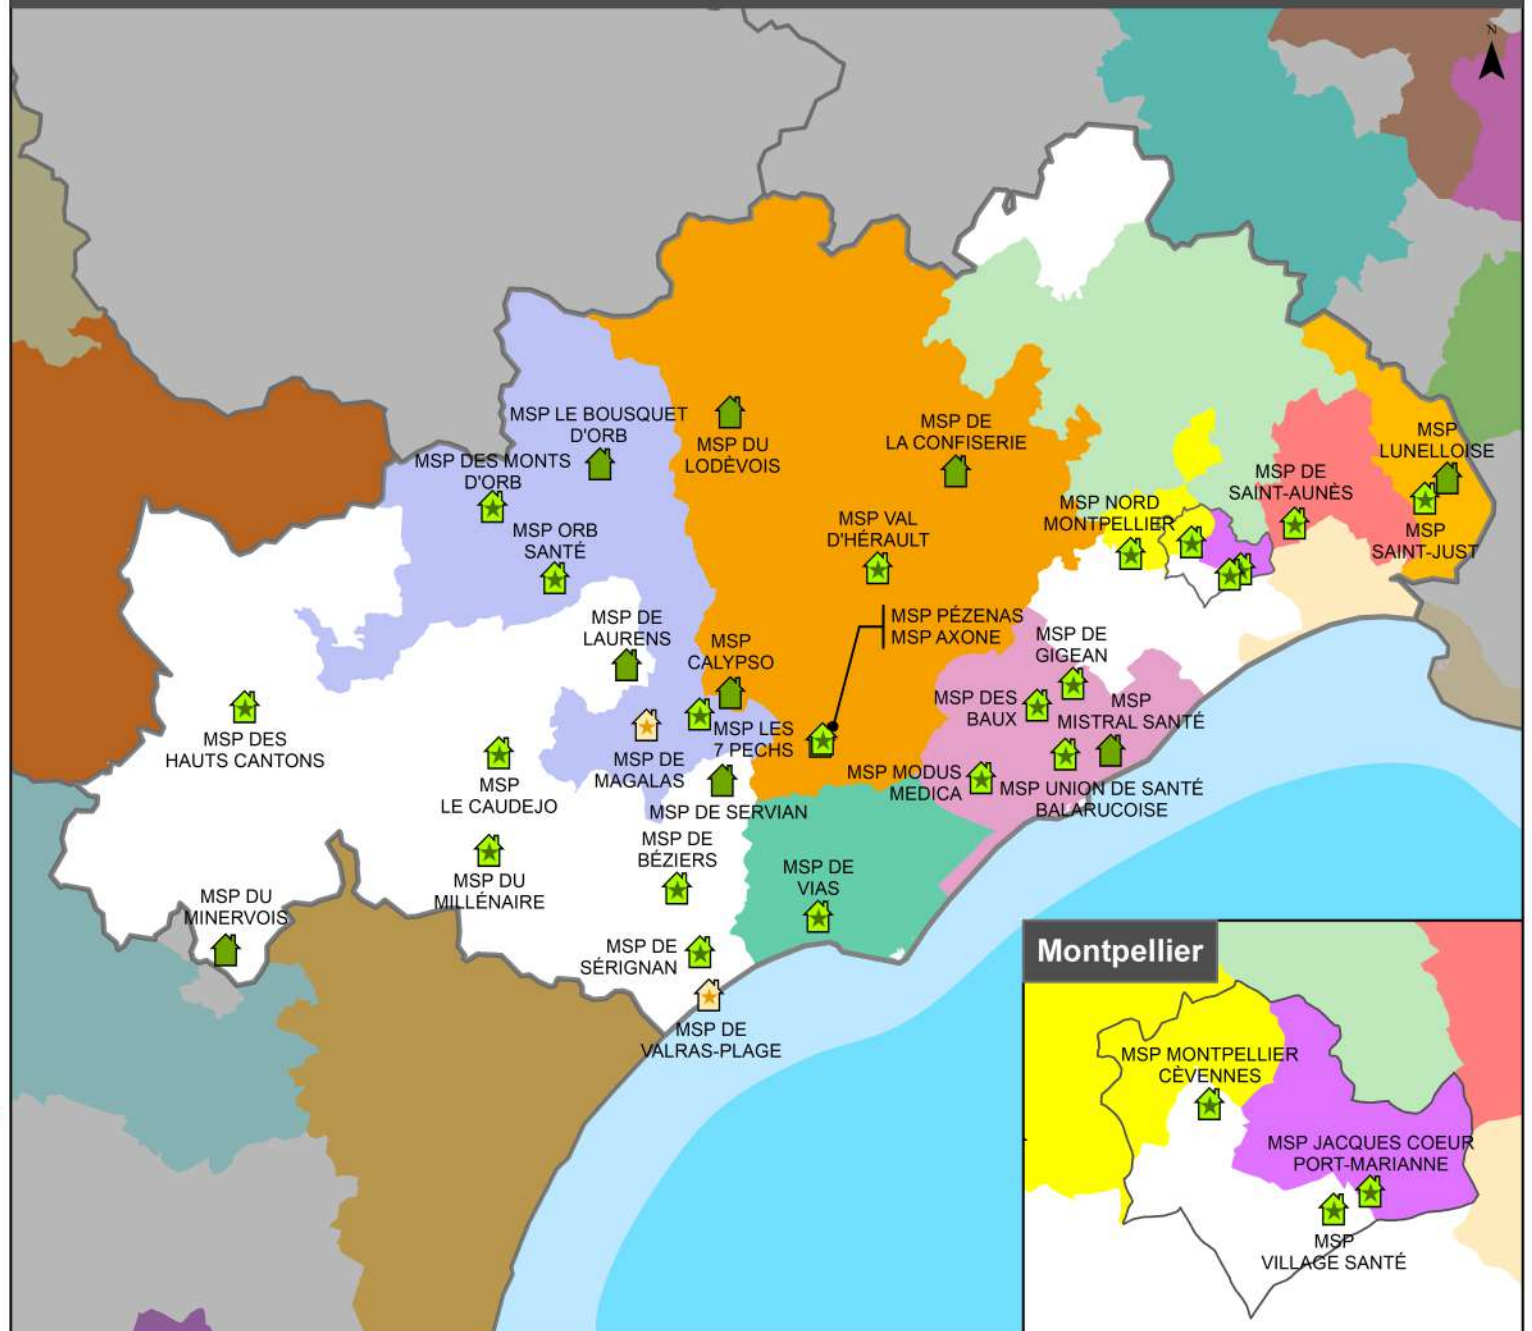 N
MSP LE BOUSQUET
D'ORB
MSP DU
LODÈVOIS
MSP DE
LA CONFISERIE
MSP
LUNELLOISE
MSP DES MONTS
D'ORB
MSP DE
SAINT-AUNÈS
MSP NORD
MONTPELLIER
MSP ORB
SANTÉ
MSP VAL
D'HÉRAULT
MSP
SAINT-JUST
MSP DE
LAURENS
MSP
CALYPSO
MSP PÉZENAS
MSP AXONE
MSP DE
GIGEAN
MSP DES
BAUX
MSP
MISTRAL SANTÉ
MSP DES
HAUTS CANTONS
MSP LES
7 PECHS
MSP DE
MAGALAS
MSP
LE CAUDEJO
MSP MODUS
MEDICA
MSP UNION DE SANTÉ
BALARUCOISE
MSP DE SERVIAN
MSP DE
BÉZIERS
MSP DU
MILLÉNAIRE
MSP DE
VIAS
MSP DU
MINERVOIS
MSP DE
SÉRIGNAN
MSP DE
VALRAS-PLAGE
Montpellier
MSP MONTPELLIER
CÈVENNES
MSP JACQUES COEUR
PORT-MARIANNE
MSP
VILLAGE SANTÉ